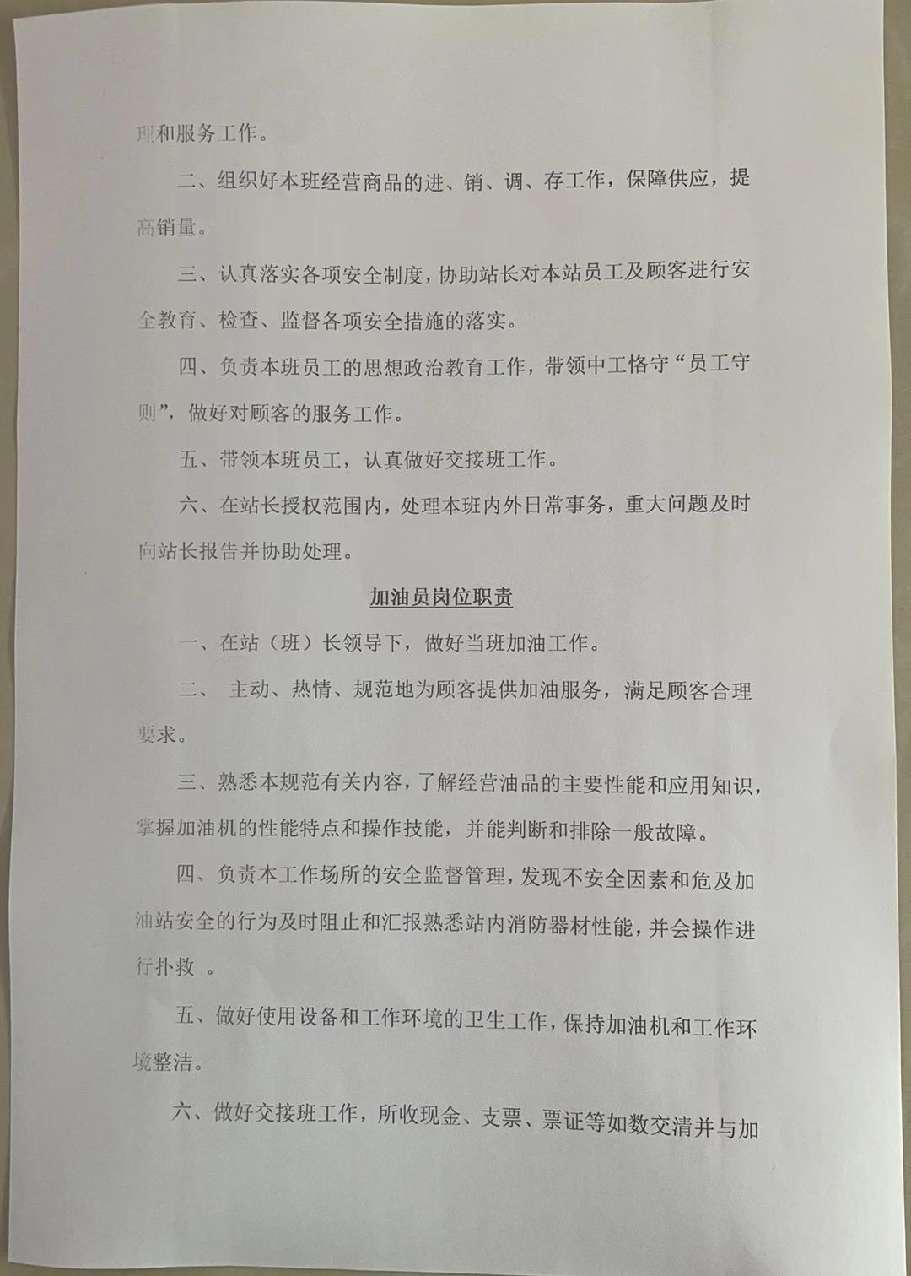 理和服务工作。
二、组织好本班经营商品的进、销、调、存工作，保障供应，提
高销量。
三、认真落实各项安全制度，协助站长对本站员工及顾客进行安
全教育、检查、监督各项安全措施的落实。
四、负责本班员工的思想政治教育工作，带领中工恪守“员工守
则”，做好对顾客的服务工作。
五、带领本班员工，认真做好交接班工作。
六、在站长授权范围内，处理本班内外日常事务，重大问题及时
向站长报告并协助处理。
加油员岗位职责
一、在站（班）长领导下，做好当班加油工作。
二、 主动、热情、规范地为顾客提供加油服务，满足顾客合理
要求。
三、熟悉本规范有关内容，了解经营油品的主要性能和应用知识，
掌握加油机的性能特点和操作技能，并能判断和排除一般故障。
四、负责本工作场所的安全监督管理，发现不安全因素和危及加
油站安全的行为及时阻止和汇报熟悉站内消防器材性能，并会操作进
行扑救 。
五、做好使用设备和工作环境的卫生工作，保持加油机和工作环
境整洁。
六、做好交接班工作，所收现金、支票、票证等如数交清并与加